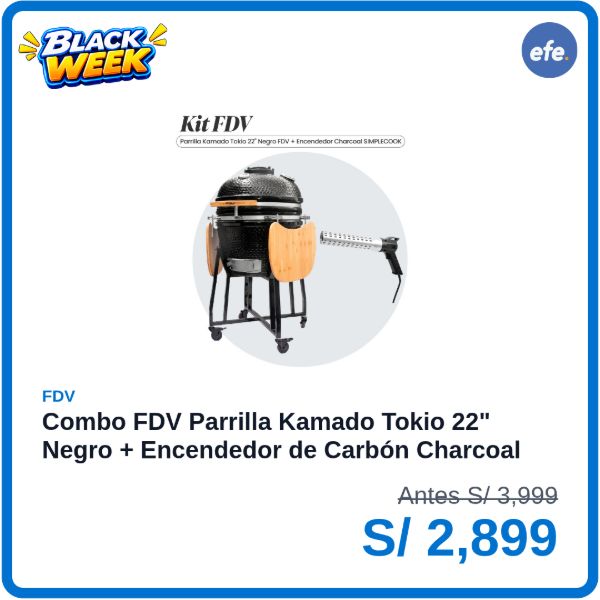 BLACK
WEEK
efe.
Kit FDV
Parrilla Kamado Tokio 22" Negro FDV + Encendedor Charcoal SIMPLECOOK
FDV
Combo FDV Parrilla Kamado Tokio 22"
Negro + Encendedor de Carbón Charcoal
Antes S/ 3,999
S/ 2,899